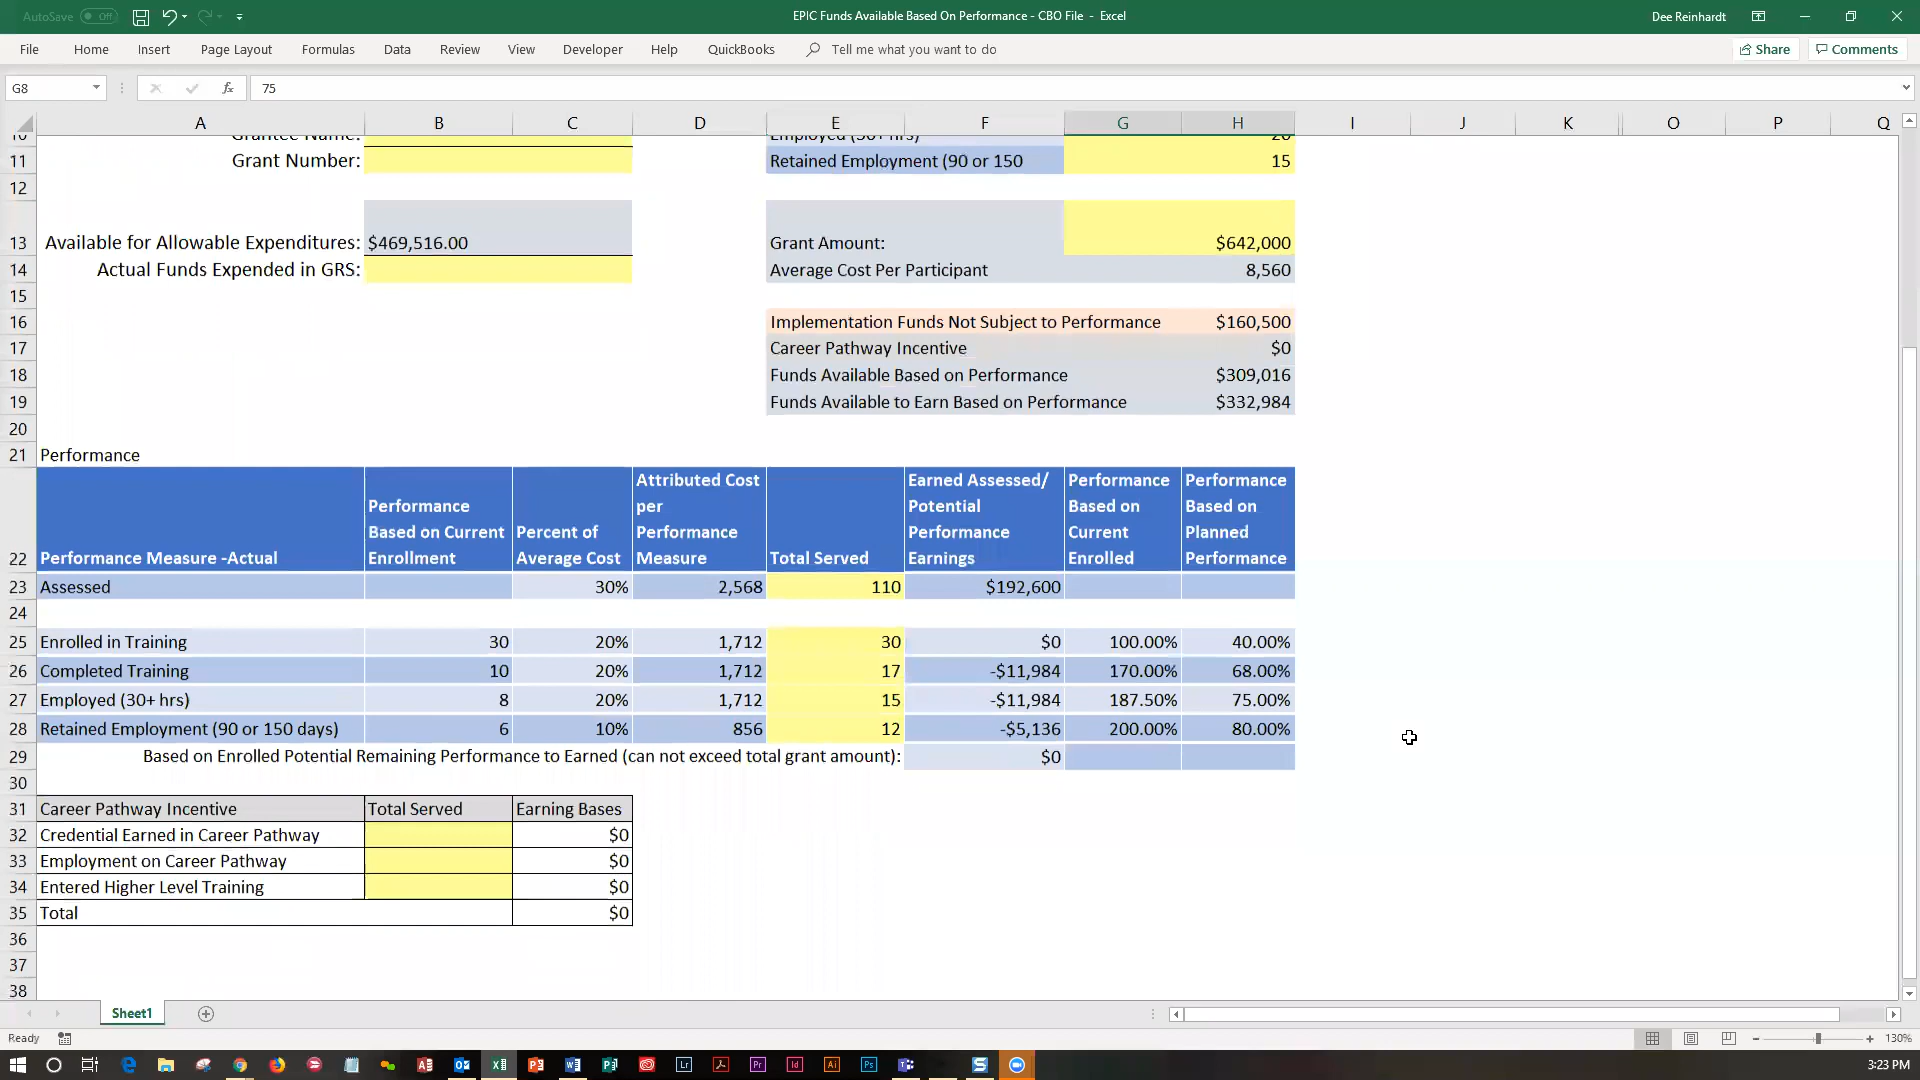 AutoSave Off EPIC Funds Available Based On Performance - CBO File - Excel Dee Reinhardt
File Home Insert Page Layout Formulas Data Review View Developer Help QuickBooks Tell me what you want to do Share Comments
G8 fx 75
A B C D E F G H I J K O P Q
10 Grantee Name: Employed (30+ hrs) 20
11 Grant Number: Retained Employment (90 or 150 15
12
13 Available for Allowable Expenditures: $469,516.00 Grant Amount: $642,000
14 Actual Funds Expended in GRS: Average Cost Per Participant 8,560
15
16 Implementation Funds Not Subject to Performance $160,500
17 Career Pathway Incentive $0
18 Funds Available Based on Performance $309,016
19 Funds Available to Earn Based on Performance $332,984
20
21 Performance
Attributed Cost Earned Assessed/ Performance Performance
Performance per Potential Based on Based on
Based on Current Percent of Performance Performance Current Planned
22 Performance Measure -Actual Enrollment Average Cost Measure Total Served Earnings Enrolled Performance
23 Assessed 30% 2,568 110 $192,600
24
25 Enrolled in Training 30 20% 1,712 30 $0 100.00% 40.00%
26 Completed Training 10 20% 1,712 17 -$11,984 170.00% 68.00%
27 Employed (30+ hrs) 8 20% 1,712 15 -$11,984 187.50% 75.00%
28 Retained Employment (90 or 150 days) 6 10% 856 12 -$5,136 200.00% 80.00%
29 Based on Enrolled Potential Remaining Performance to Earned (can not exceed total grant amount): $0
30
31 Career Pathway Incentive Total Served Earning Bases
32 Credential Earned in Career Pathway $0
33 Employment on Career Pathway $0
34 Entered Higher Level Training $0
35 Total $0
36
37
38
Sheet1
Ready 130%
3:23 PM